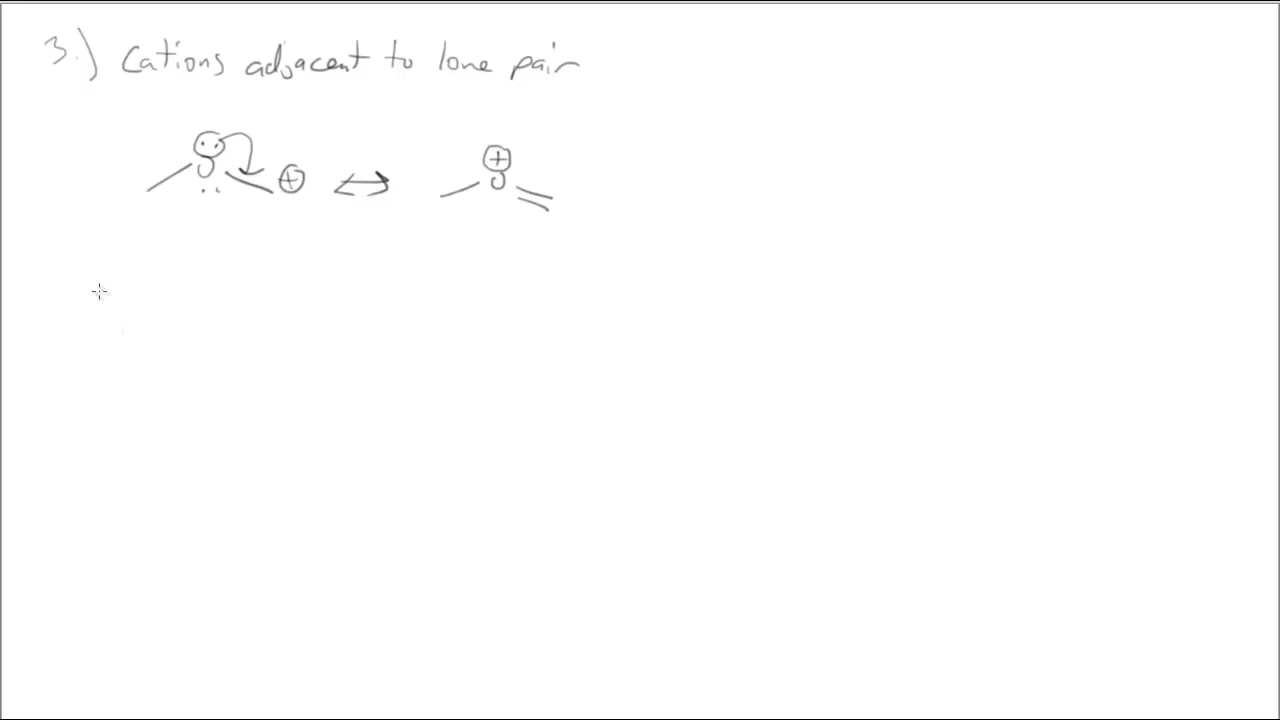 3.) Cations adjacent to lone pair
O + ↔ + O